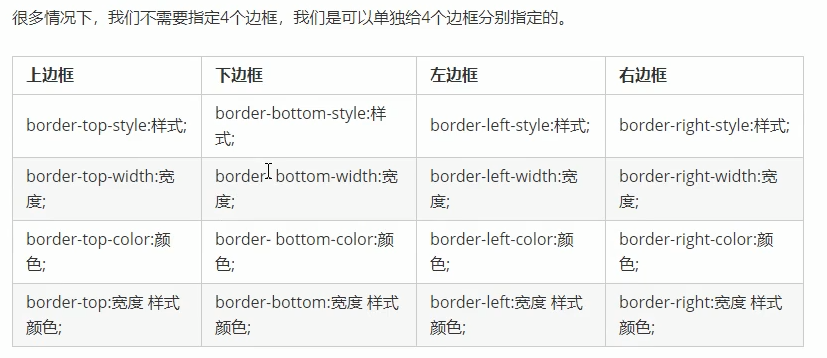 很多情况下，我们不需要指定4个边框，我们是可以单独给4个边框分别指定的。
上边框 下边框 左边框 右边框
border-top-style:样式; border-bottom-style:样式; border-left-style:样式; border-right-style:样式;
border-top-width:宽度; border- bottom-width:宽度; border-left-width:宽度; border-right-width:宽度;
border-top-color:颜色; border- bottom-color:颜色; border-left-color:颜色; border-right-color:颜色;
border-top:宽度 样式 颜色; border-bottom:宽度 样式 颜色; border-left:宽度 样式 颜色; border-right:宽度 样式 颜色;